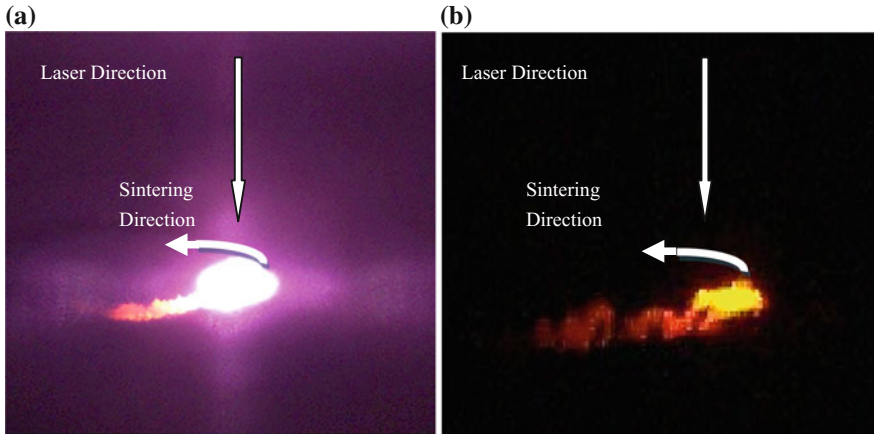 (a)
Laser Direction
Sintering
Direction
(b)
Laser Direction
Sintering
Direction